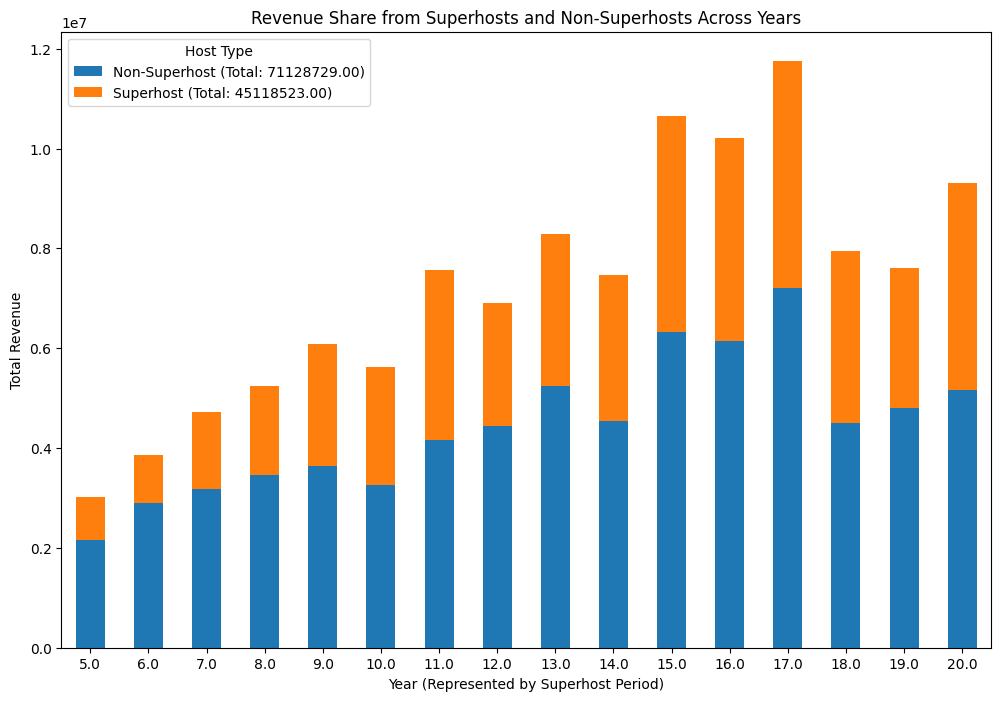 Revenue Share from Superhosts and Non-Superhosts Across Years
1e7
Host Type
Non-Superhost (Total: 71128729.00)
Superhost (Total: 45118523.00)
1.2
1.0
0.8
0.6
0.4
0.2
0.0
Total Revenue
5.0 6.0 7.0 8.0 9.0 10.0 11.0 12.0 13.0 14.0 15.0 16.0 17.0 18.0 19.0 20.0
Year (Represented by Superhost Period)